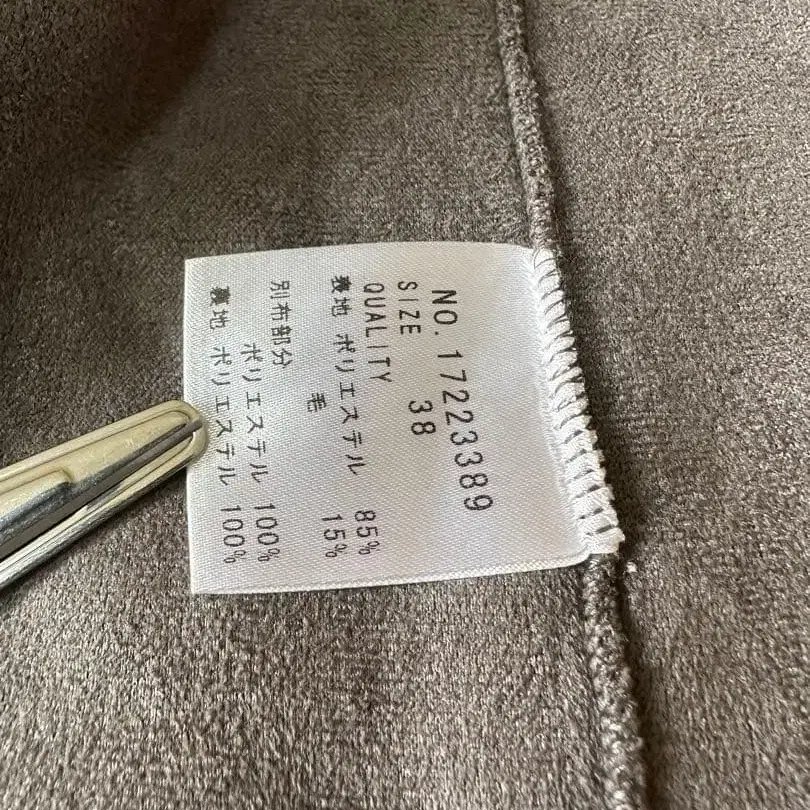 NO. 17223389
SIZE 38
QUALITY
表地 ポリエステル 85%
毛 15%
別布部分
ポリエステル 100%
裏地 ポリエステル 100%